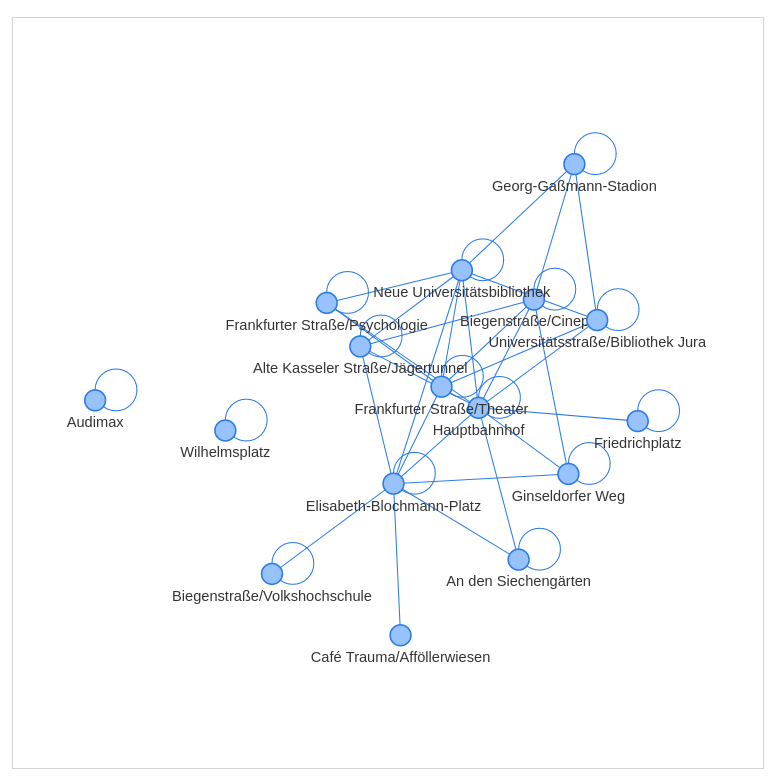 Georg-Gaßmann-Stadion
Neue Universitätsbibliothek
Frankfurter Straße/Psychologie
Biegenstraße/Cinep
Universitätsstraße/Bibliothek Jura
Alte Kasseler Straße/Jägertunnel
Frankfurter Straße/Theater
Audimax
Hauptbahnhof
Friedrichplatz
Wilhelmsplatz
Ginseldorfer Weg
Elisabeth-Blochmann-Platz
An den Siechengärten
Biegenstraße/Volkshochschule
Café Trauma/Afföllerwiesen